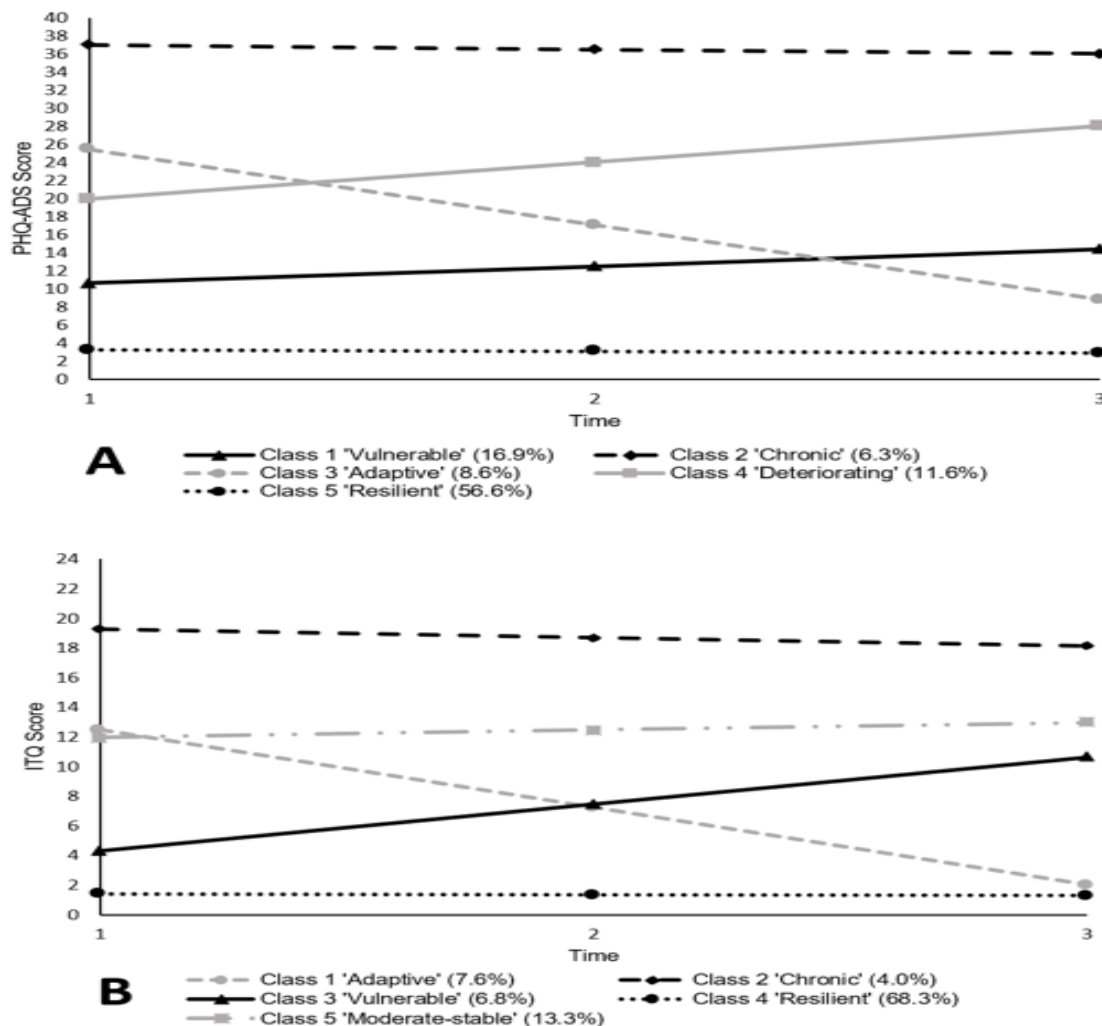 40
38
36
34
32
30
28
26
24
22
20
18
16
14
12
10
8
6
4
2
0
PHQ-ADS Score
1 2 3
Time
A
Class 1 'Vulnerable' (16.9%) Class 2 'Chronic' (6.3%)
Class 3 'Adaptive' (8.6%) Class 4 'Deteriorating' (11.6%)
Class 5 'Resilient' (56.6%)
24
22
20
18
16
14
12
10
8
6
4
2
0
ITQ Score
1 2 3
Time
B
Class 1 'Adaptive' (7.6%) Class 2 'Chronic' (4.0%)
Class 3 'Vulnerable' (6.8%) Class 4 'Resilient' (68.3%)
Class 5 'Moderate-stable' (13.3%)